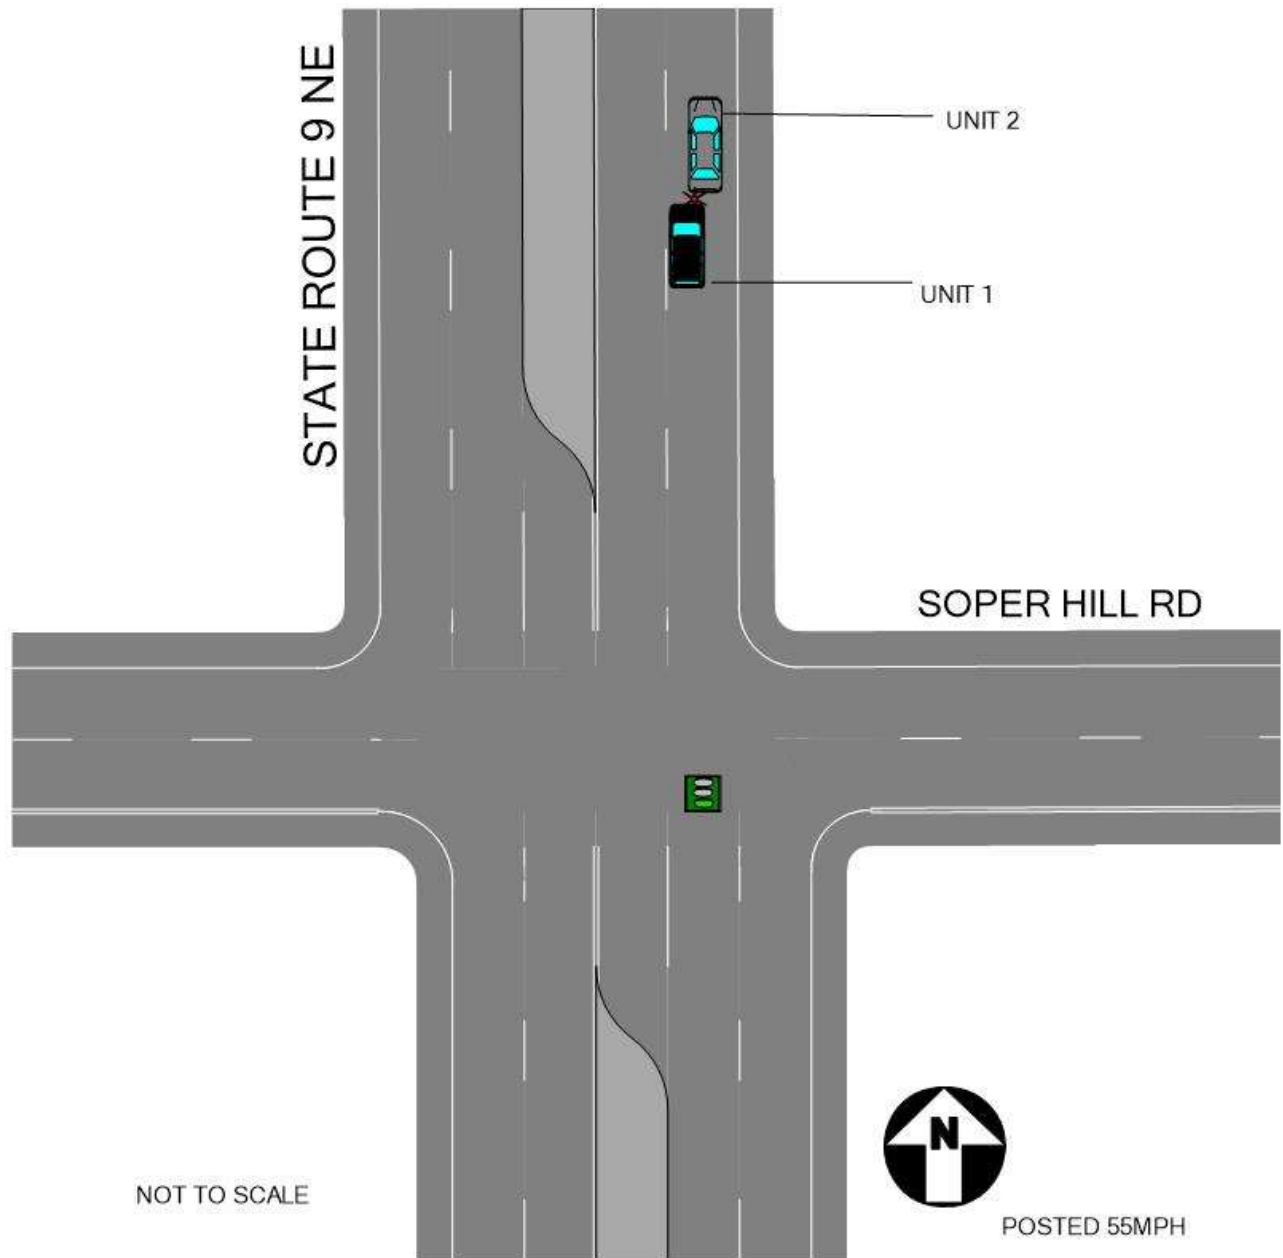 STATE ROUTE 9 NE
UNIT 2
UNIT 1
SOPER HILL RD
N
NOT TO SCALE
POSTED 55MPH